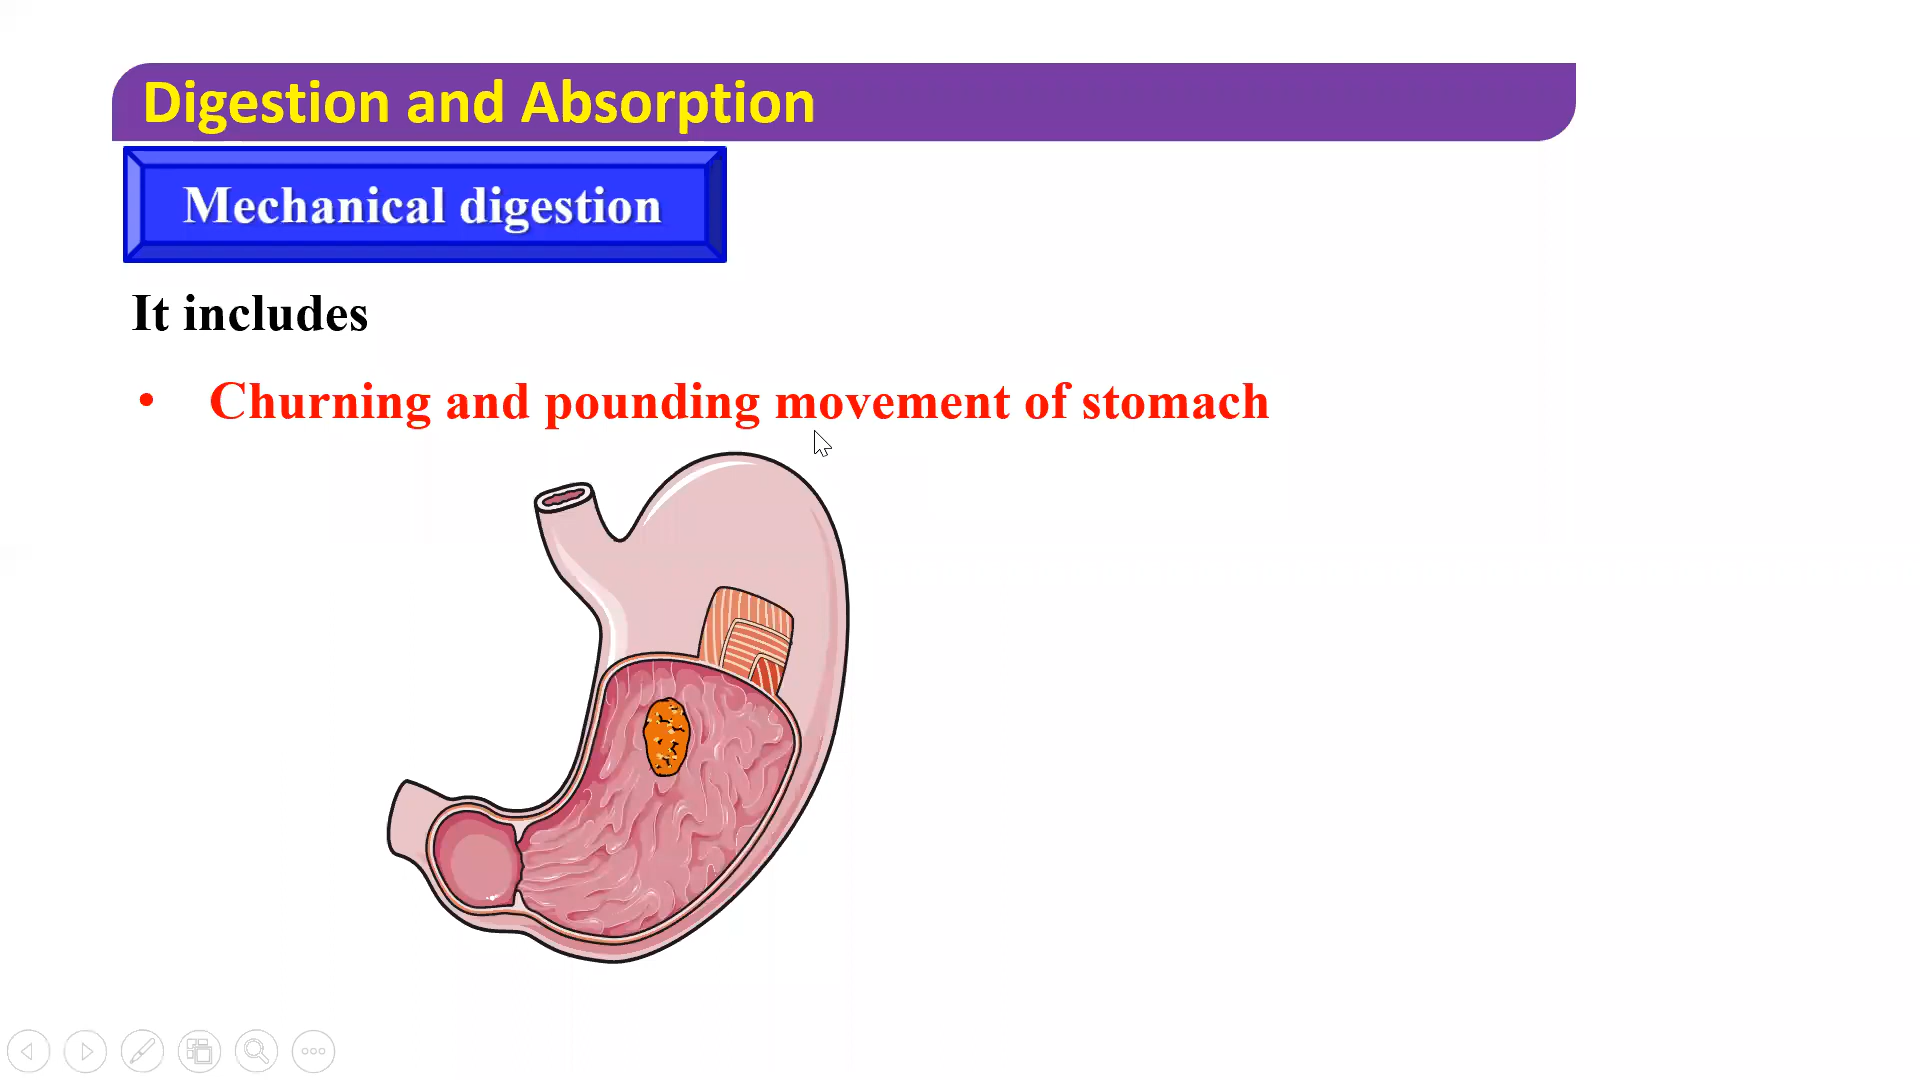 Digestion and Absorption
Mechanical digestion
It includes
• Churning and pounding movement of stomach